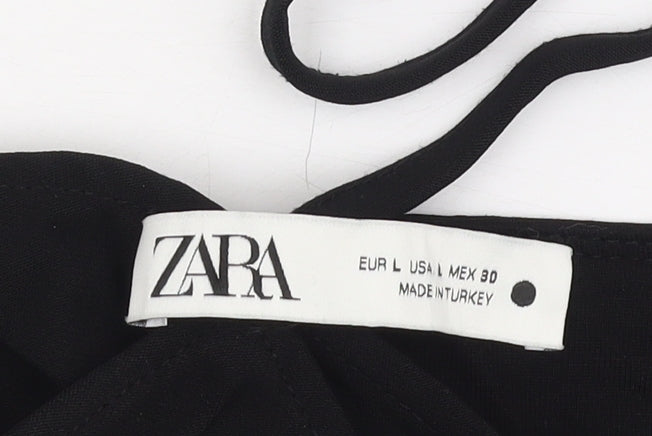 ZARA
EUR L USA L MEX 30
MADE IN TURKEY